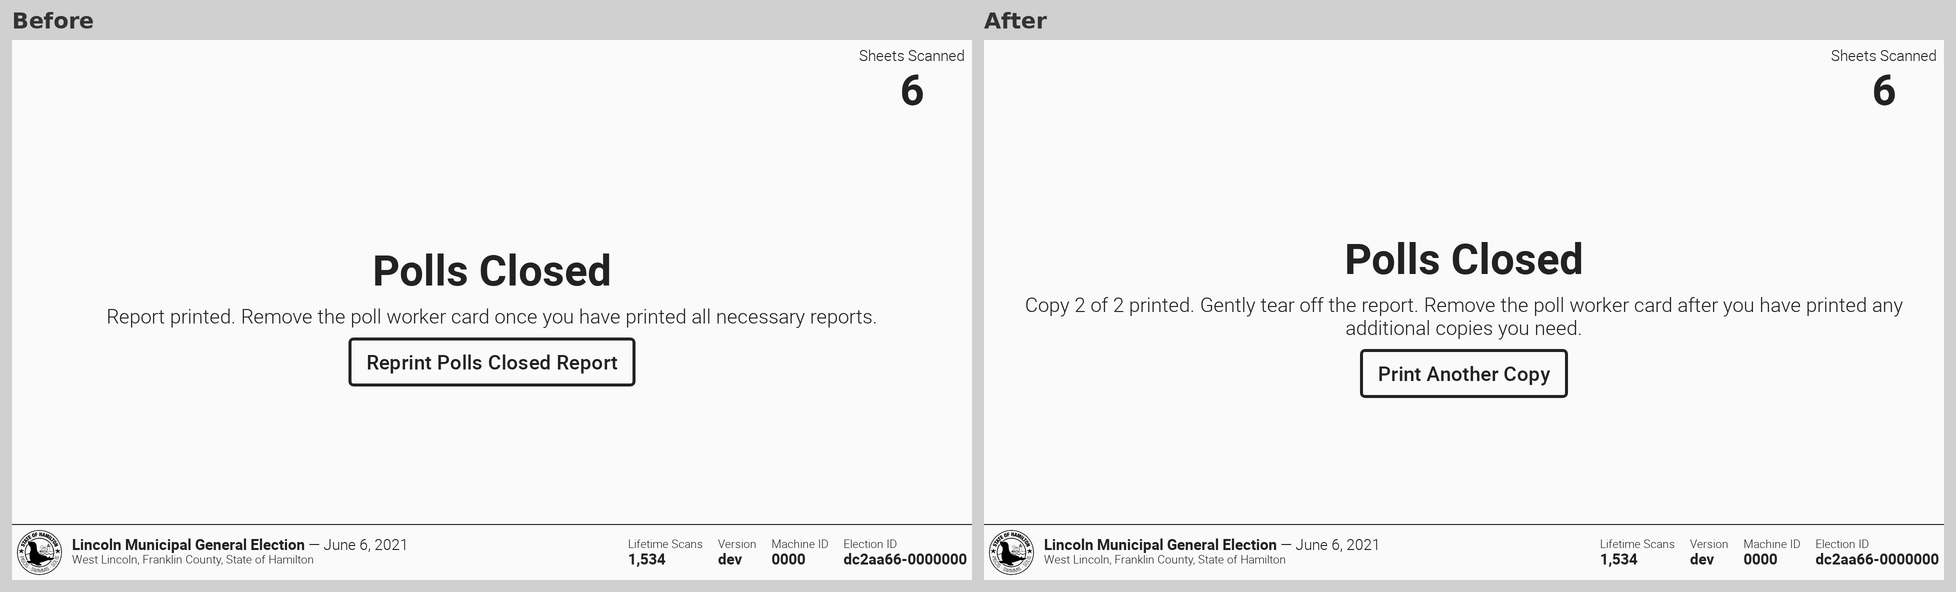 Before
Sheets Scanned
6
Polls Closed
Report printed. Remove the poll worker card once you have printed all necessary reports.
Reprint Polls Closed Report
Lincoln Municipal General Election — June 6, 2021
West Lincoln, Franklin County, State of Hamilton
Lifetime Scans
1,534
Version
dev
Machine ID
0000
Election ID
dc2aa66-0000000
After
Sheets Scanned
6
Polls Closed
Copy 2 of 2 printed. Gently tear off the report. Remove the poll worker card after you have printed any
additional copies you need.
Print Another Copy
Lincoln Municipal General Election — June 6, 2021
West Lincoln, Franklin County, State of Hamilton
Lifetime Scans
1,534
Version
dev
Machine ID
0000
Election ID
dc2aa66-0000000